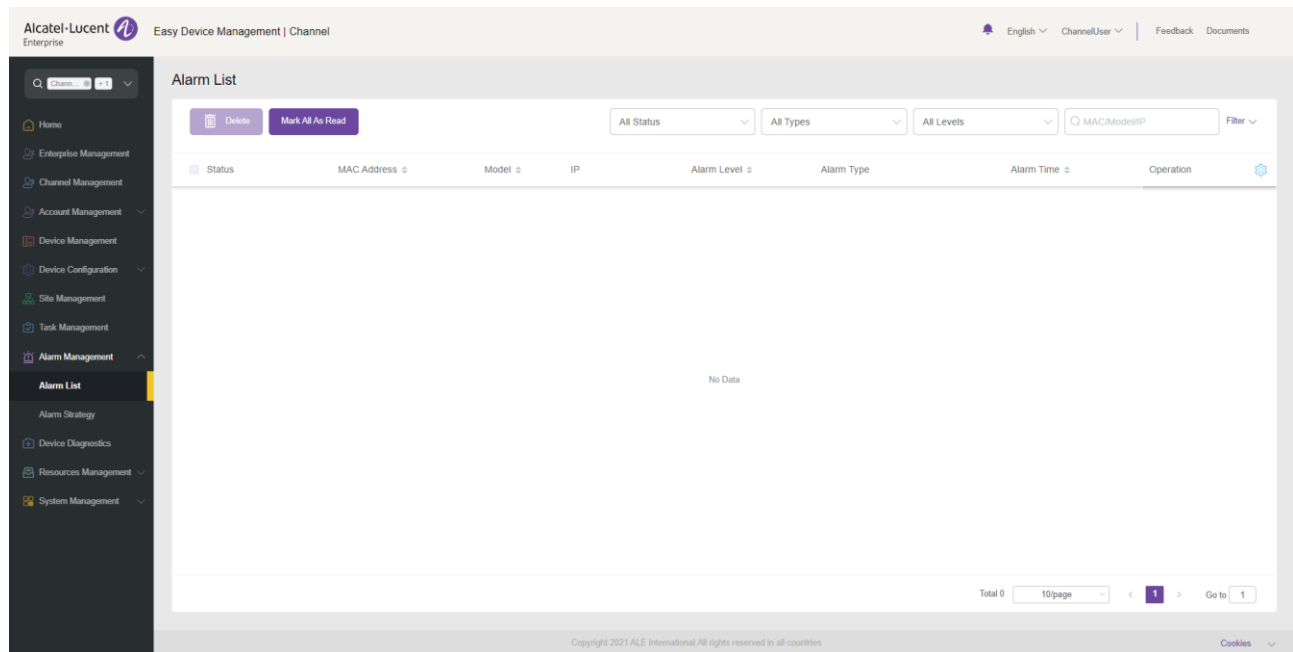 Alcatel·Lucent
Enterprise
Easy Device Management | Channel
English
ChannelUser
Feedback
Documents
Chann...
+ 1
Home
Enterprise Management
Channel Management
Account Management
Device Management
Device Configuration
Site Management
Task Management
Alarm Management
Alarm List
Alarm Strategy
Device Diagnostics
Resources Management
System Management
Alarm List
Delete
Mark All As Read
All Status
All Types
All Levels
MAC/Model/IP
Filter
Status MAC Address Model IP Alarm Level Alarm Type Alarm Time Operation
No Data
Total 0 10/page < 1 > Go to 1
Copyright 2021 ALE International.All rights reserved in all countries
Cookies